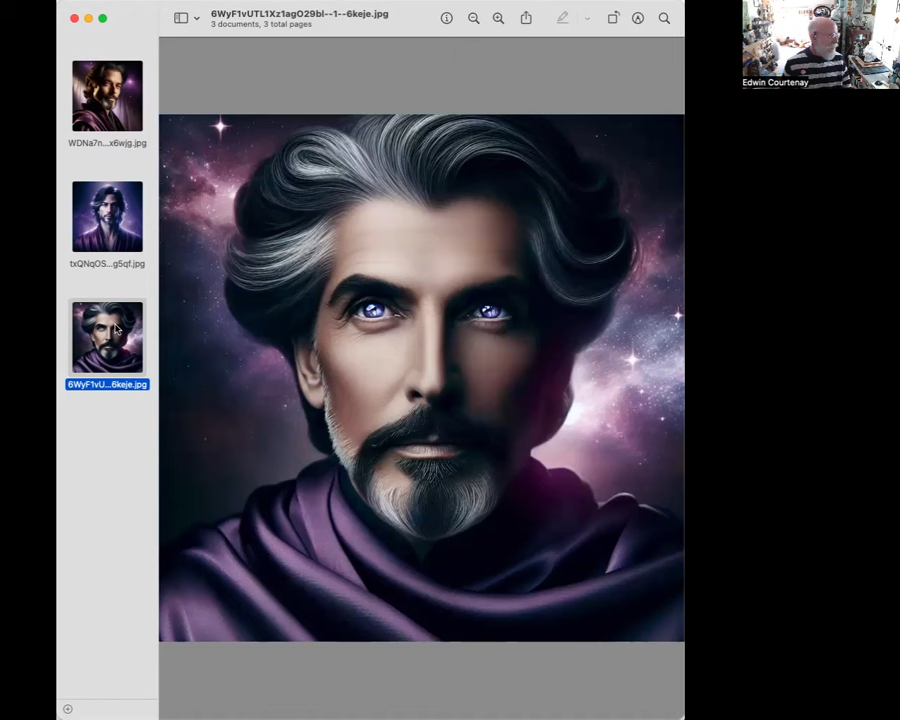 6WyF1vUTL1Xz1agO29bl--1--6keje.jpg
3 documents, 3 total pages
WDNa7n...x6wjg.jpg
txQNqOS...g5qf.jpg
6WyF1vU...6keje.jpg
Edwin Courtenay